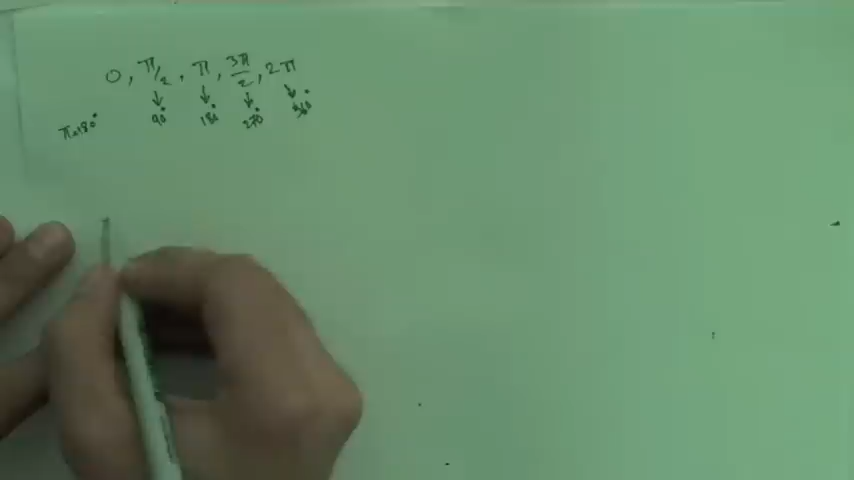 0, π/2, π, 3π/2, 2π
↓ ↓ ↓ ↓
90° 180° 270° 360°
π=180°